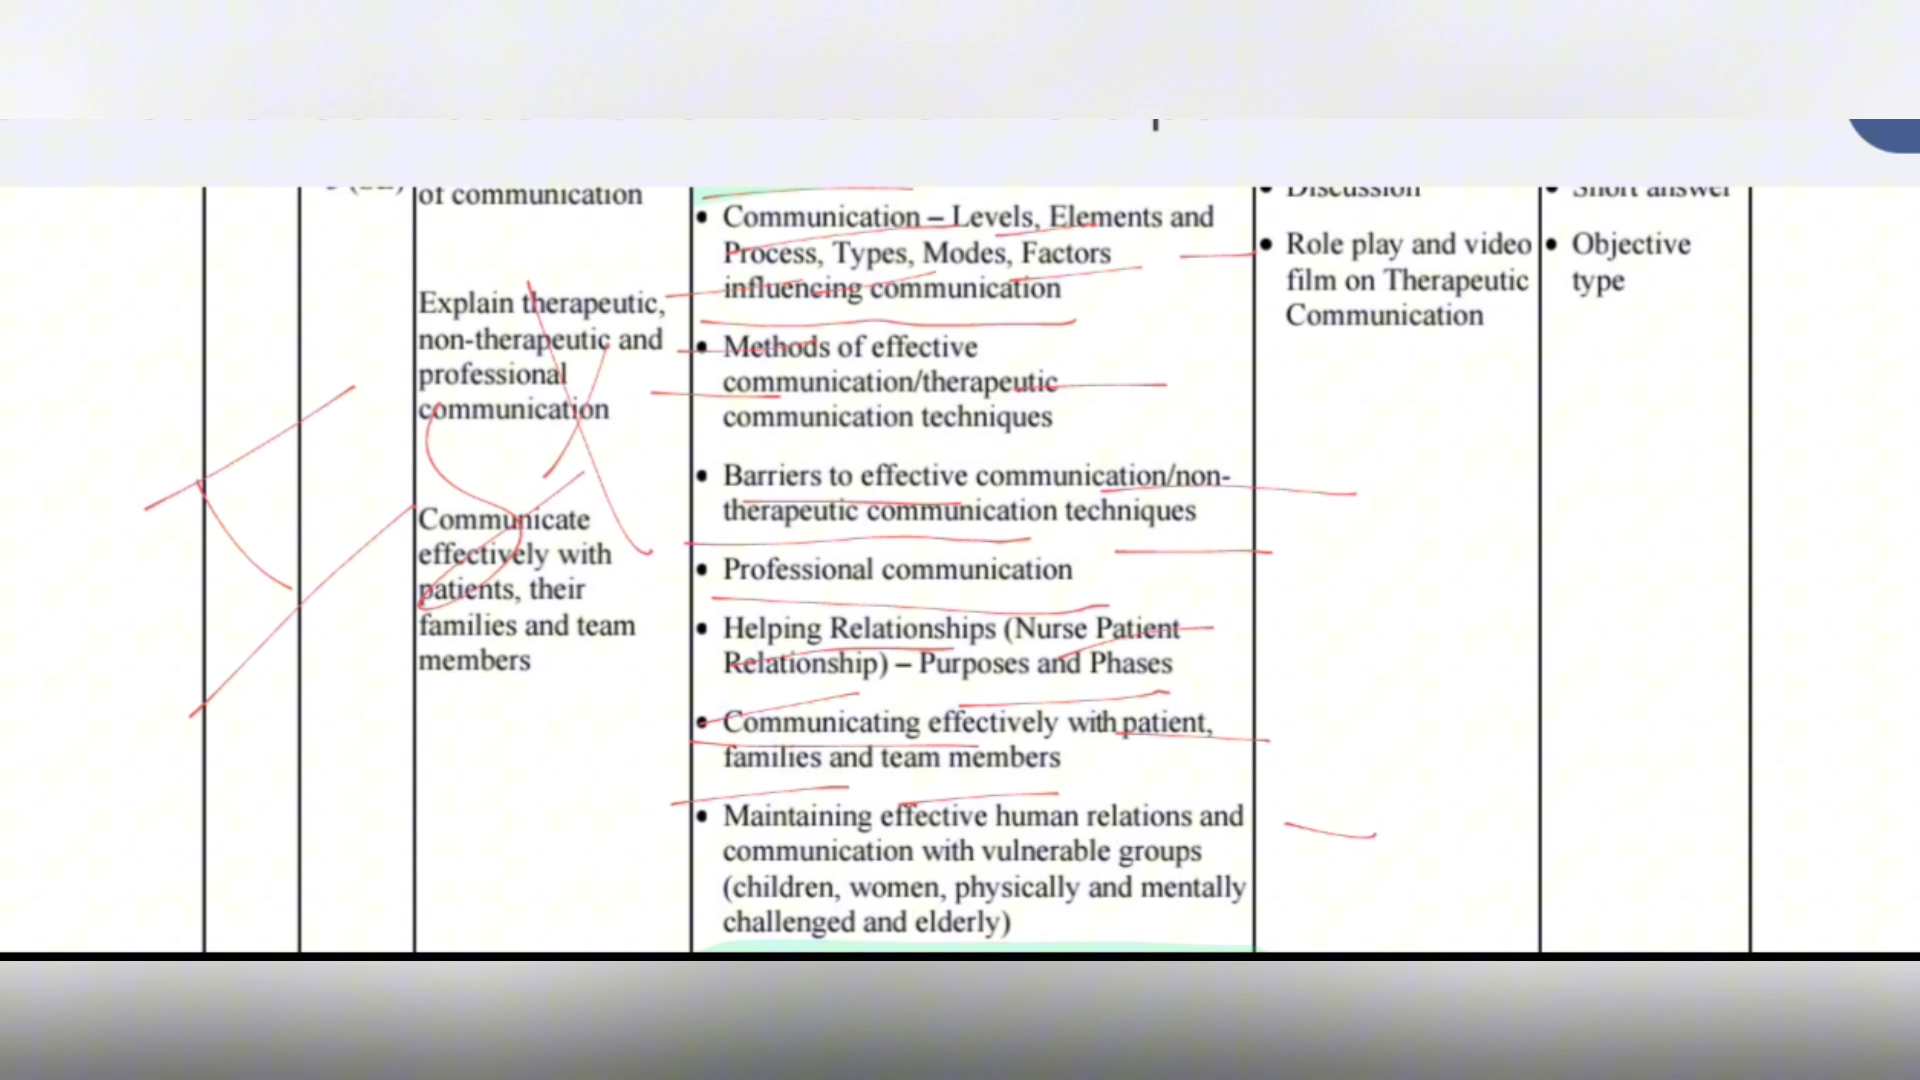 of communication
Explain therapeutic,
non-therapeutic and
professional
communication
Communicate
effectively with
patients, their
families and team
members
• Communication – Levels, Elements and
Process, Types, Modes, Factors
influencing communication
• Methods of effective
communication/therapeutic
communication techniques
• Barriers to effective communication/non-
therapeutic communication techniques
• Professional communication
• Helping Relationships (Nurse Patient
Relationship) – Purposes and Phases
• Communicating effectively with patient,
families and team members
• Maintaining effective human relations and
communication with vulnerable groups
(children, women, physically and mentally
challenged and elderly)
• Discussion
• Role play and video
film on Therapeutic
Communication
• Short answer
• Objective
type